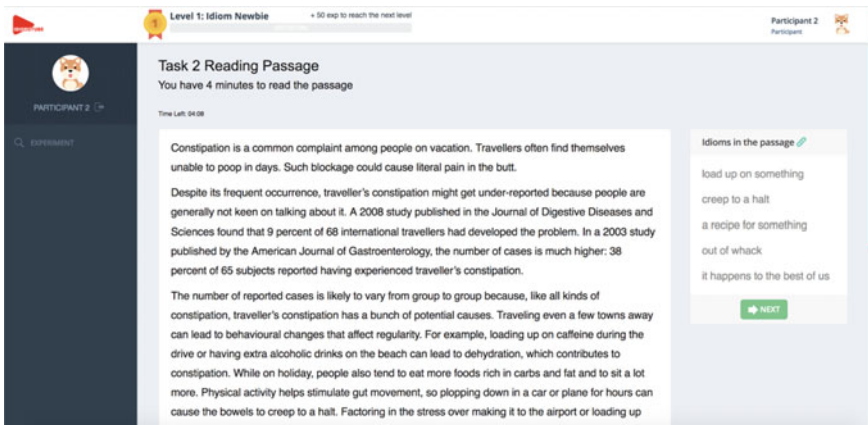 1
Level 1: Idiom Newbie
+ 50 exp to reach the next level
Participant 2
Participant
PARTICIPANT 2
EXPERIMENT
Task 2 Reading Passage
You have 4 minutes to read the passage
Time Left: 04:08
Constipation is a common complaint among people on vacation. Travellers often find themselves
unable to poop in days. Such blockage could cause literal pain in the butt.
Despite its frequent occurrence, traveller's constipation might get under-reported because people are
generally not keen on talking about it. A 2008 study published in the Journal of Digestive Diseases and
Sciences found that 9 percent of 68 international travellers had developed the problem. In a 2003 study
published by the American Journal of Gastroenterology, the number of cases is much higher: 38
percent of 65 subjects reported having experienced traveller's constipation.
The number of reported cases is likely to vary from group to group because, like all kinds of
constipation, traveller's constipation has a bunch of potential causes. Traveling even a few towns away
can lead to behavioural changes that affect regularity. For example, loading up on caffeine during the
drive or having extra alcoholic drinks on the beach can lead to dehydration, which contributes to
constipation. While on holiday, people also tend to eat more foods rich in carbs and fat and to sit a lot
more. Physical activity helps stimulate gut movement, so plopping down in a car or plane for hours can
cause the bowels to creep to a halt. Factoring in the stress over making it to the airport or loading up
Idioms in the passage
load up on something
creep to a halt
a recipe for something
out of whack
it happens to the best of us
NEXT